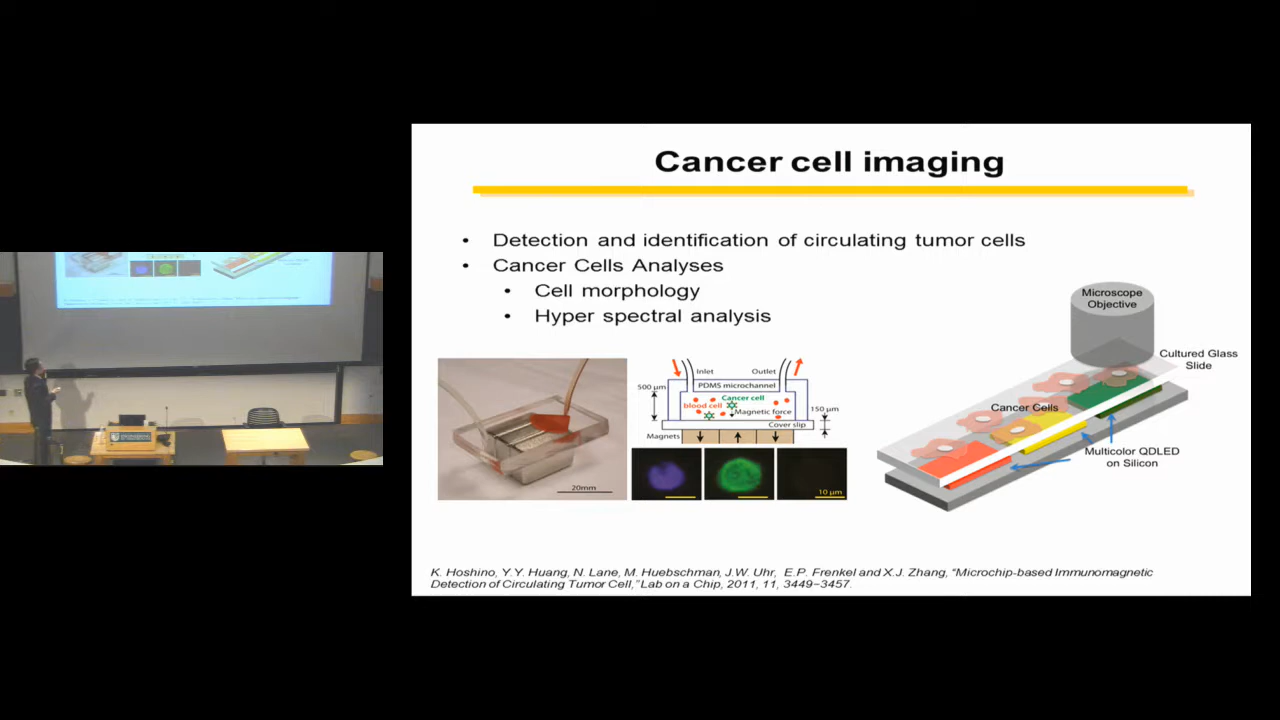 Cancer cell imaging
• Detection and identification of circulating tumor cells
• Cancer Cells Analyses
• Cell morphology
• Hyper spectral analysis
20mm
Inlet
Outlet
500 µm
PDMS microchannel
Cancer cell
blood cell
Magnetic force
150 µm
Cover slip
Magnets
10 µm
Microscope
Objective
Cultured Glass
Slide
Cancer Cells
Multicolor QDLED
on Silicon
K. Hoshino, Y.Y. Huang, N. Lane, M. Huebschman, J.W. Uhr, E.P. Frenkel and X.J. Zhang, “Microchip-based Immunomagnetic
Detection of Circulating Tumor Cell,” Lab on a Chip, 2011, 11, 3449−3457.